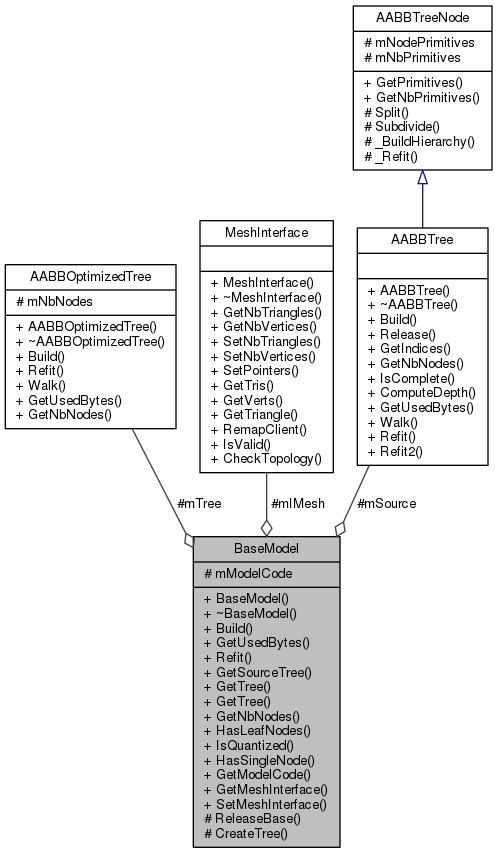 AABBTreeNode
# mNodePrimitives
# mNbPrimitives
+ GetPrimitives()
+ GetNbPrimitives()
# Split()
# Subdivide()
# _BuildHierarchy()
# _Refit()
AABBOptimizedTree
# mNbNodes
+ AABBOptimizedTree()
+ ~AABBOptimizedTree()
+ Build()
+ Refit()
+ Walk()
+ GetUsedBytes()
+ GetNbNodes()
MeshInterface
+ MeshInterface()
+ ~MeshInterface()
+ GetNbTriangles()
+ GetNbVertices()
+ SetNbTriangles()
+ SetNbVertices()
+ SetPointers()
+ GetTris()
+ GetVerts()
+ GetTriangle()
+ RemapClient()
+ IsValid()
+ CheckTopology()
AABBTree
+ AABBTree()
+ ~AABBTree()
+ Build()
+ Release()
+ GetIndices()
+ GetNbNodes()
+ IsComplete()
+ ComputeDepth()
+ GetUsedBytes()
+ Walk()
+ Refit()
+ Refit2()
#mTree
#mIMesh
#mSource
BaseModel
# mModelCode
+ BaseModel()
+ ~BaseModel()
+ Build()
+ GetUsedBytes()
+ Refit()
+ GetSourceTree()
+ GetTree()
+ GetTree()
+ GetNbNodes()
+ HasLeafNodes()
+ IsQuantized()
+ HasSingleNode()
+ GetModelCode()
+ GetMeshInterface()
+ SetMeshInterface()
# ReleaseBase()
# CreateTree()